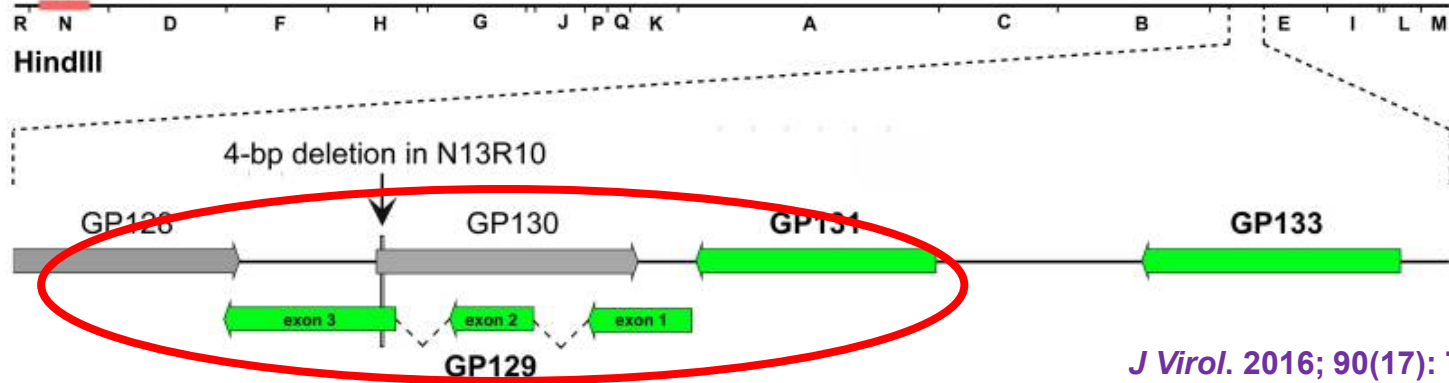 R N D F H G J P Q K A C B E I L M
HindIII
4-bp deletion in N13R10
GP128 GP130 GP131 GP133
exon 3 exon 2 exon 1
GP129
J Virol. 2016; 90(17):